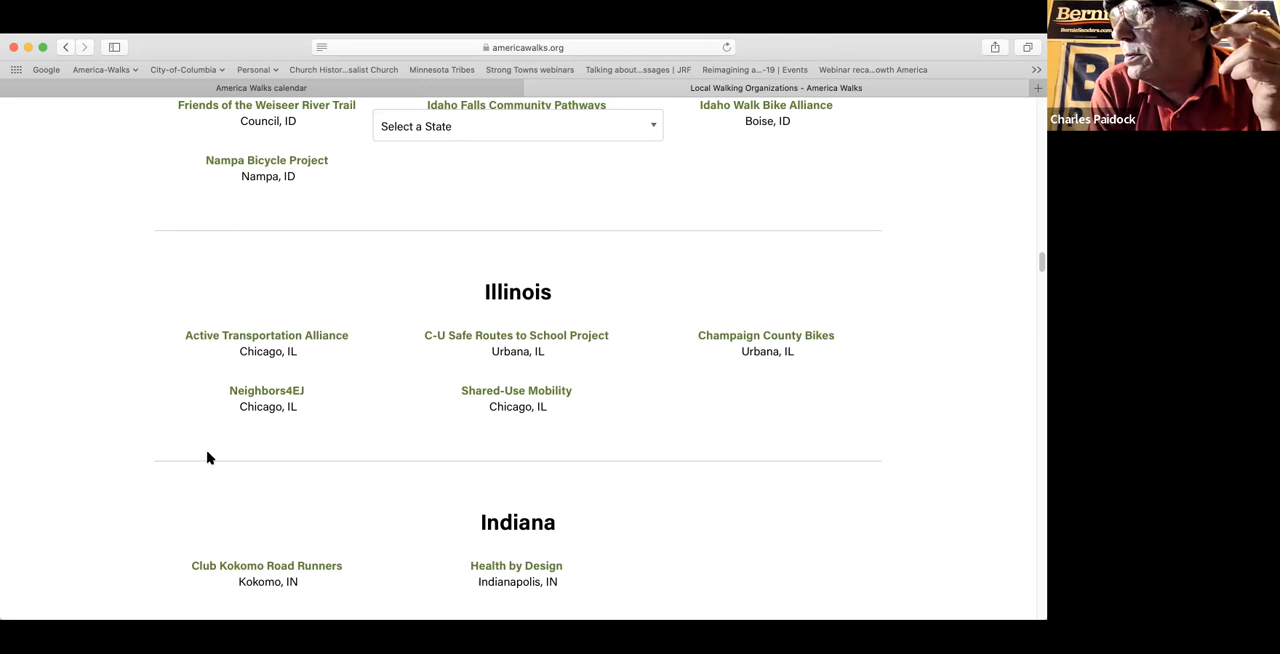 Bernie
BernieSanders.com
americawalks.org
Google
America-Walks
City-of-Columbia
Personal
Church Histor...salist Church
Minnesota Tribes
Strong Towns webinars
Talking about...ssages | JRF
Reimagining a...-19 | Events
Webinar reca...owth America
America Walks calendar
Local Walking Organizations - America Walks
Charles Paidock
Friends of the Weiseer River Trail
Council, ID
Idaho Falls Community Pathways
Select a State
Idaho Walk Bike Alliance
Boise, ID
Nampa Bicycle Project
Nampa, ID
Illinois
Active Transportation Alliance
Chicago, IL
C-U Safe Routes to School Project
Urbana, IL
Champaign County Bikes
Urbana, IL
Neighbors4EJ
Chicago, IL
Shared-Use Mobility
Chicago, IL
Indiana
Club Kokomo Road Runners
Kokomo, IN
Health by Design
Indianapolis, IN